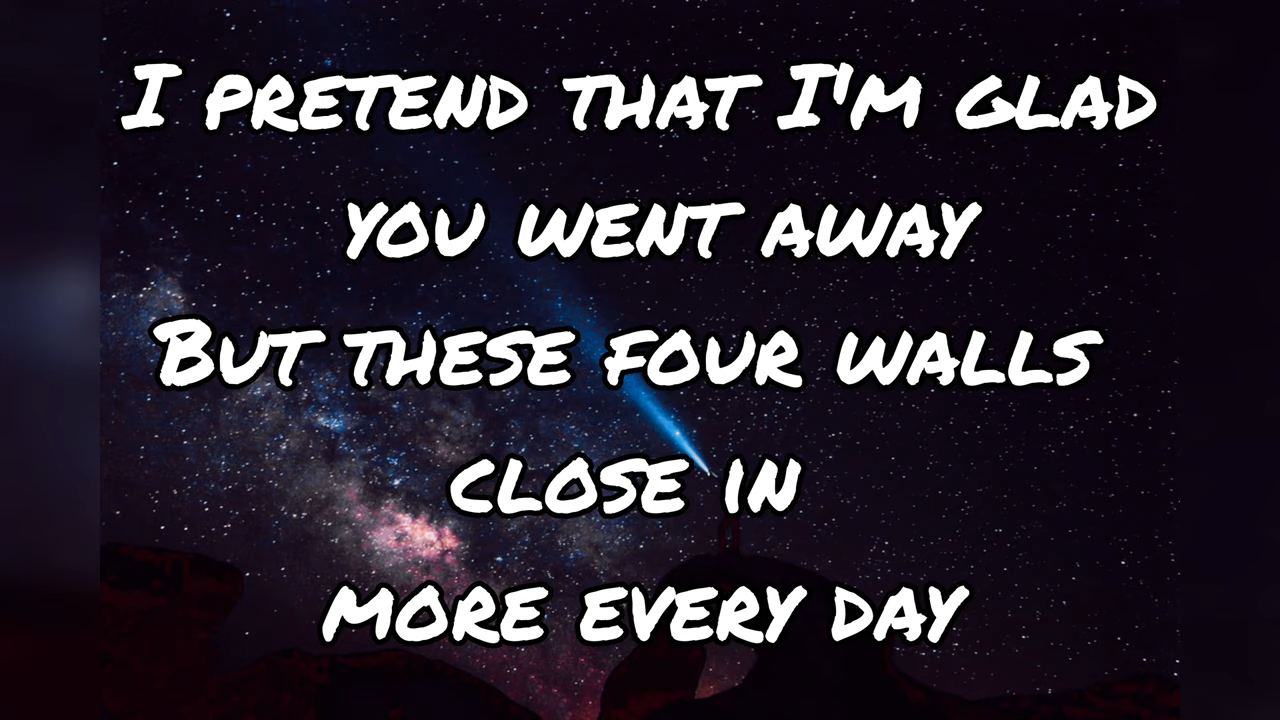 I pretend that I'm glad
you went away
But these four walls
close in
more every day